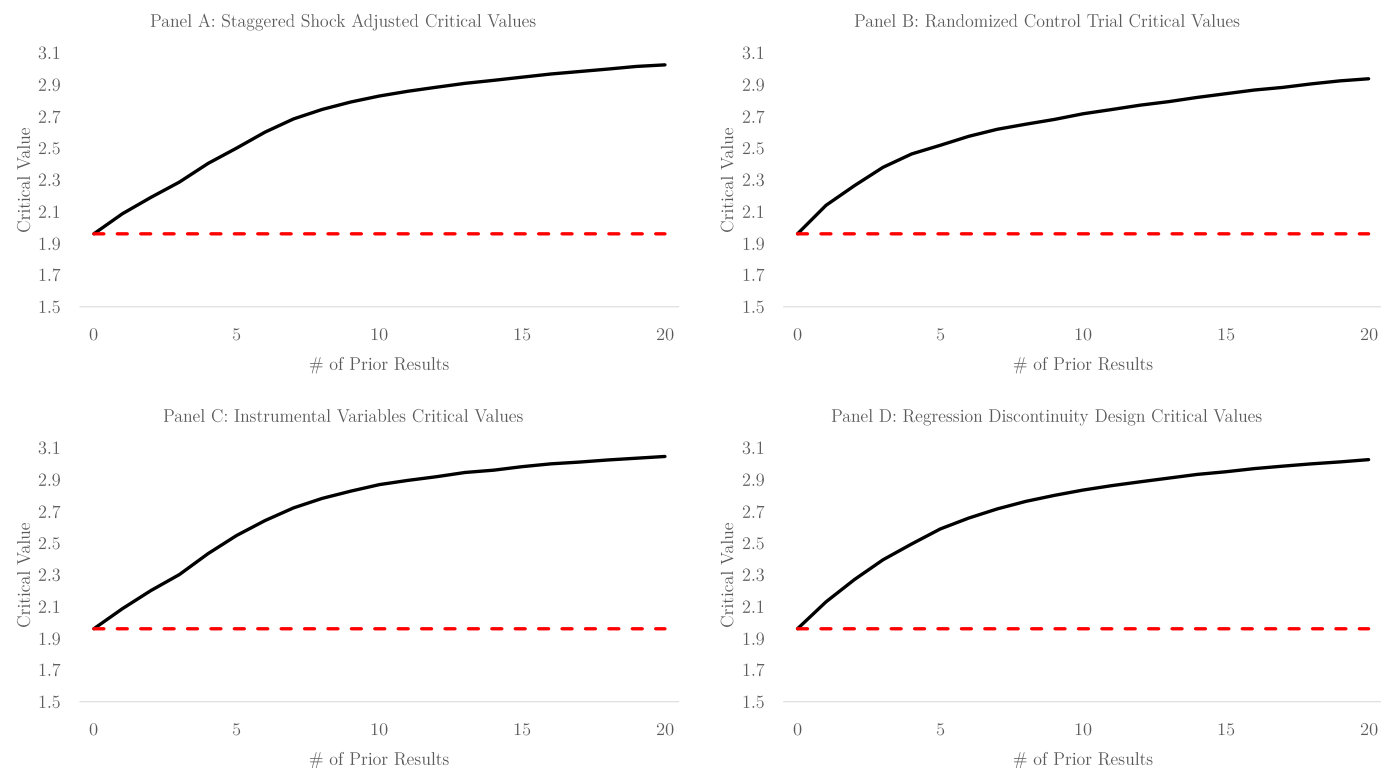 Panel A: Staggered Shock Adjusted Critical Values
3.1
2.9
2.7
2.5
2.3
2.1
1.9
1.7
1.5
Critical Value
0 5 10 15 20
# of Prior Results
Panel B: Randomized Control Trial Critical Values
3.1
2.9
2.7
2.5
2.3
2.1
1.9
1.7
1.5
Critical Value
0 5 10 15 20
# of Prior Results
Panel C: Instrumental Variables Critical Values
3.1
2.9
2.7
2.5
2.3
2.1
1.9
1.7
1.5
Critical Value
0 5 10 15 20
# of Prior Results
Panel D: Regression Discontinuity Design Critical Values
3.1
2.9
2.7
2.5
2.3
2.1
1.9
1.7
1.5
Critical Value
0 5 10 15 20
# of Prior Results